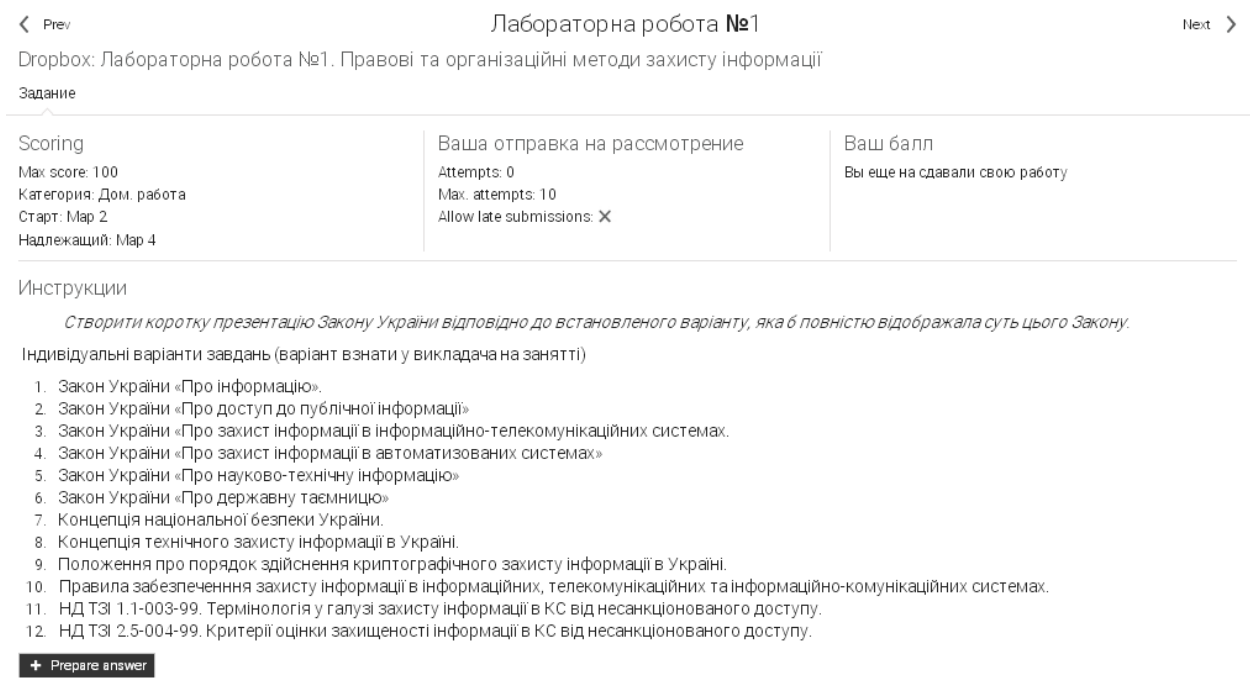 Prev
Лабораторна робота №1
Next
Dropbox: Лабораторна робота №1. Правові та організаційні методи захисту інформації
Задание
Scoring
Max score: 100
Категория: Дом. работа
Старт: Мар 2
Надлежащий: Мар 4
Ваша отправка на рассмотрение
Attempts: 0
Max. attempts: 10
Allow late submissions: ✕
Ваш балл
Вы еще на сдавали свою работу
Инструкции
Створити коротку презентацію Закону України відповідно до встановленого варіанту, яка б повністю відображала суть цього Закону.
Індивідуальні варіанти завдань (варіант взнати у викладача на занятті)
1. Закон України «Про інформацію».
2. Закон України «Про доступ до публічної інформації»
3. Закон України «Про захист інформації в інформаційно-телекомунікаційних системах.
4. Закон України «Про захист інформації в автоматизованих системах»
5. Закон України «Про науково-технічну інформацію»
6. Закон України «Про державну таємницю»
7. Концепція національної безпеки України.
8. Концепція технічного захисту інформації в Україні.
9. Положення про порядок здійснення криптографічного захисту інформації в Україні.
10. Правила забезпеченння захисту інформації в інформаційних, телекомунікаційних та інформаційно-комунікаційних системах.
11. НД ТЗІ 1.1-003-99. Термінологія у галузі захисту інформації в КС від несанкціонованого доступу.
12. НД ТЗІ 2.5-004-99. Критерії оцінки захищеності інформації в КС від несанкціонованого доступу.
+ Prepare answer